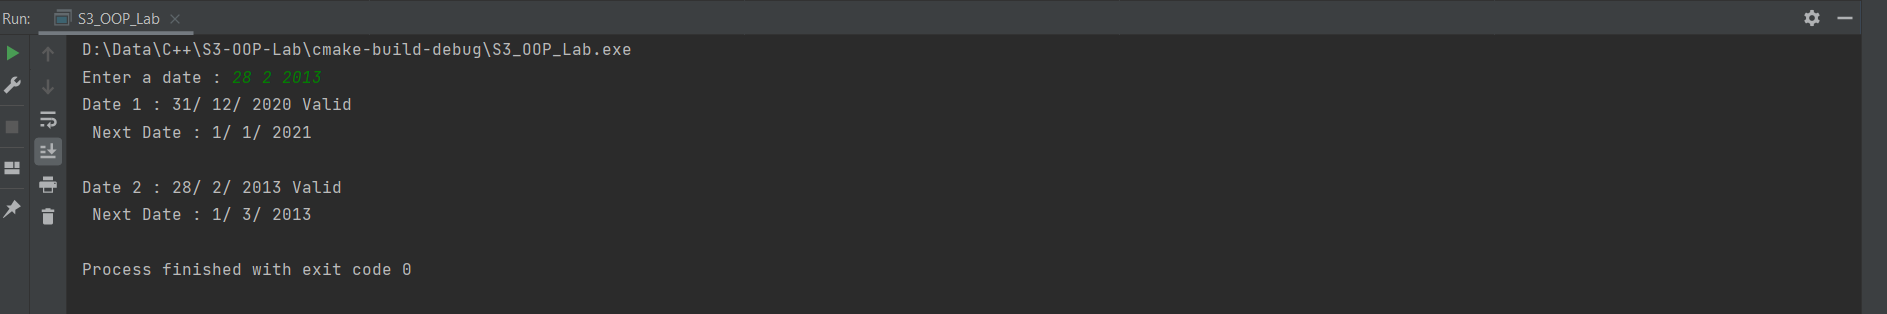 Run: S3_OOP_Lab
D:\Data\C++\S3-OOP-Lab\cmake-build-debug\S3_OOP_Lab.exe
Enter a date : 28 2 2013
Date 1 : 31/ 12/ 2020 Valid
Next Date : 1/ 1/ 2021
Date 2 : 28/ 2/ 2013 Valid
Next Date : 1/ 3/ 2013
Process finished with exit code 0